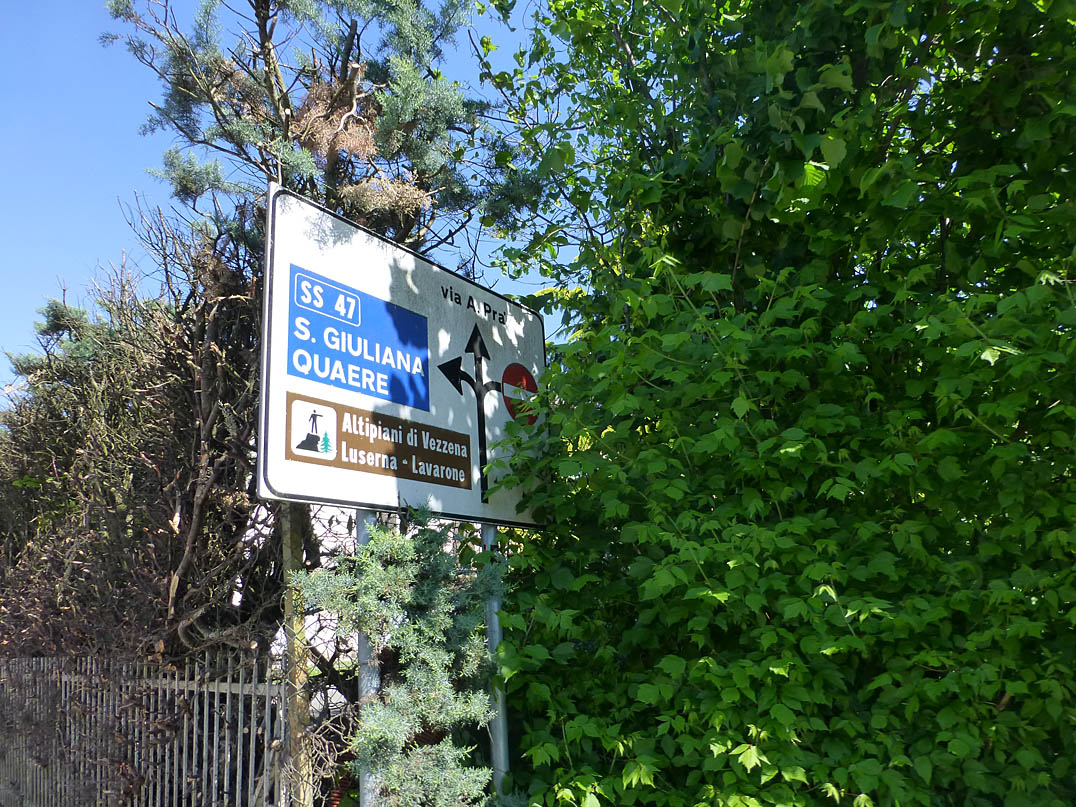 via A. Pra'
SS 47
S. GIULIANA
QUAERE
Altipiani di Vezzena
Luserna - Lavarone